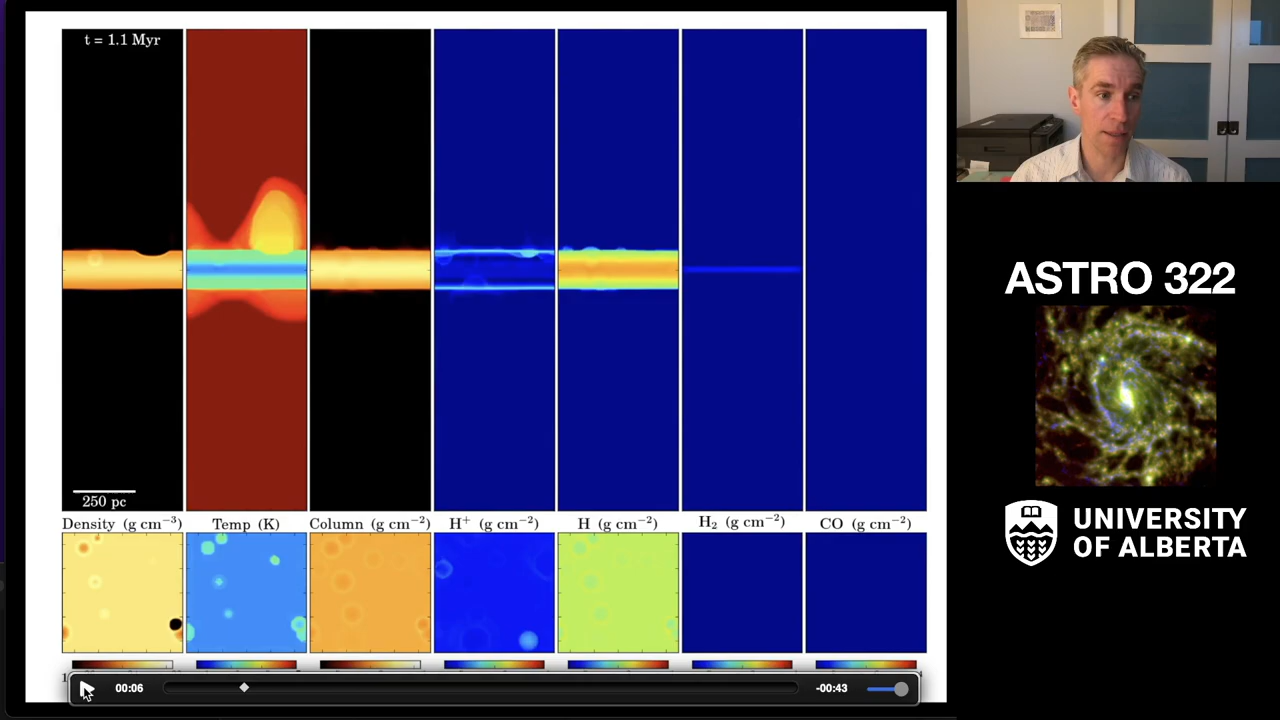 t = 1.1 Myr
250 pc
Density (g cm⁻³) Temp (K) Column (g cm⁻²) H⁺ (g cm⁻²) H (g cm⁻²) H₂ (g cm⁻²) CO (g cm⁻²)
00:06 -00:43
ASTRO 322
UNIVERSITY
OF ALBERTA